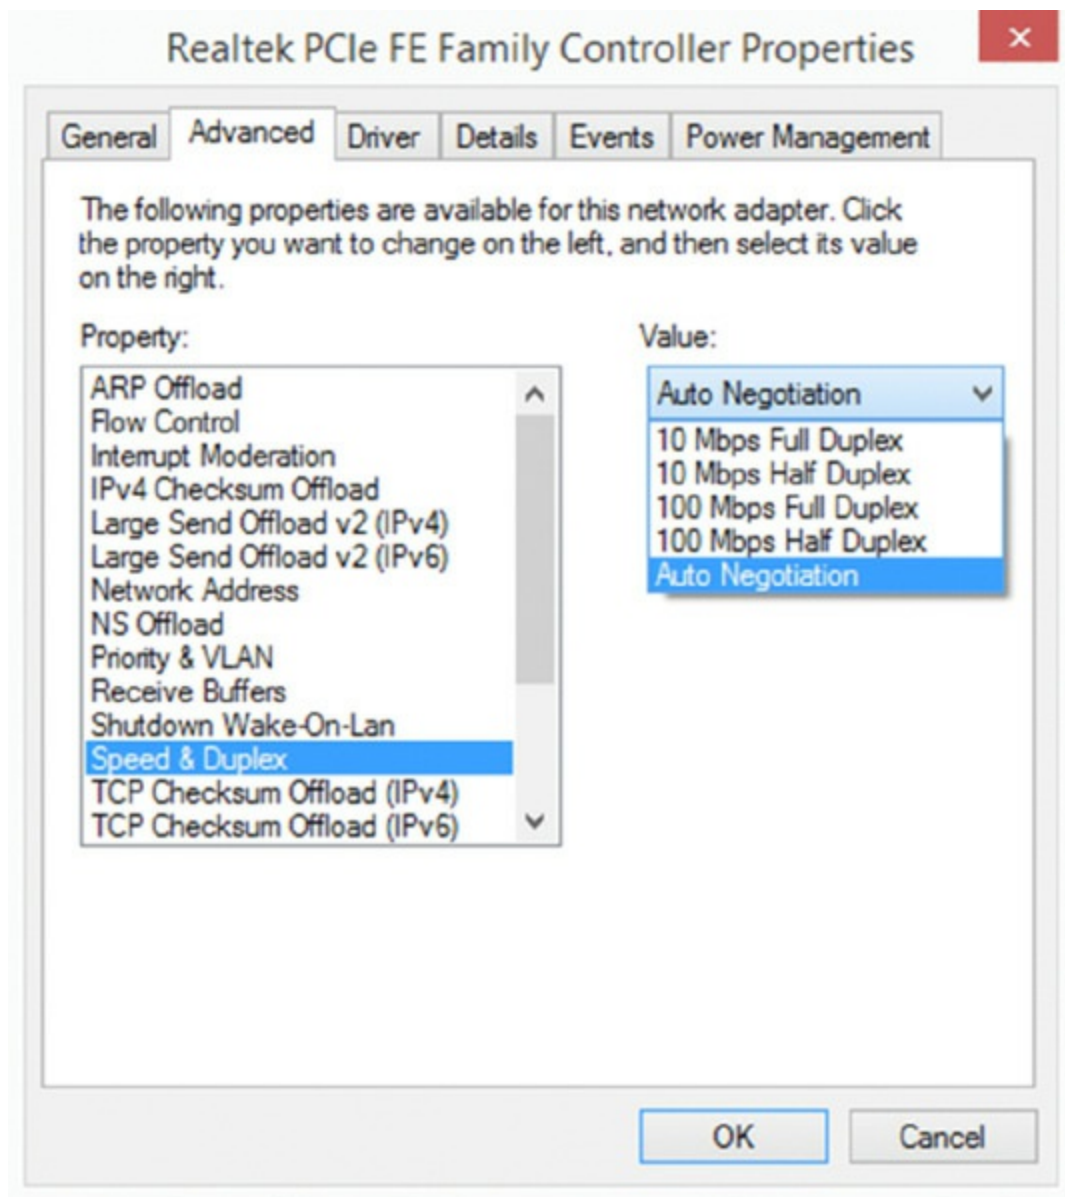 Realtek PCIe FE Family Controller Properties
General Advanced Driver Details Events Power Management
The following properties are available for this network adapter. Click
the property you want to change on the left, and then select its value
on the right.
Property:
ARP Offload
Flow Control
Interrupt Moderation
IPv4 Checksum Offload
Large Send Offload v2 (IPv4)
Large Send Offload v2 (IPv6)
Network Address
NS Offload
Priority & VLAN
Receive Buffers
Shutdown Wake-On-Lan
Speed & Duplex
TCP Checksum Offload (IPv4)
TCP Checksum Offload (IPv6)
Value:
Auto Negotiation
10 Mbps Full Duplex
10 Mbps Half Duplex
100 Mbps Full Duplex
100 Mbps Half Duplex
Auto Negotiation
OK Cancel